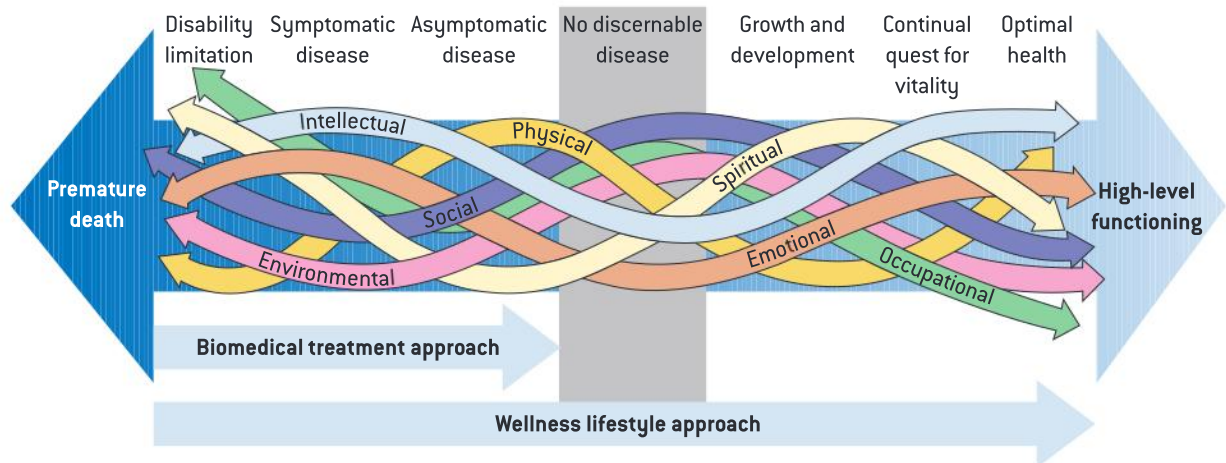 Disability
limitation
Symptomatic
disease
Asymptomatic
disease
No discernable
disease
Growth and
development
Continual
quest for
vitality
Optimal
health
Intellectual
Physical
Spiritual
Social
Environmental
Emotional
Occupational
Premature
death
High-level
functioning
Biomedical treatment approach
Wellness lifestyle approach